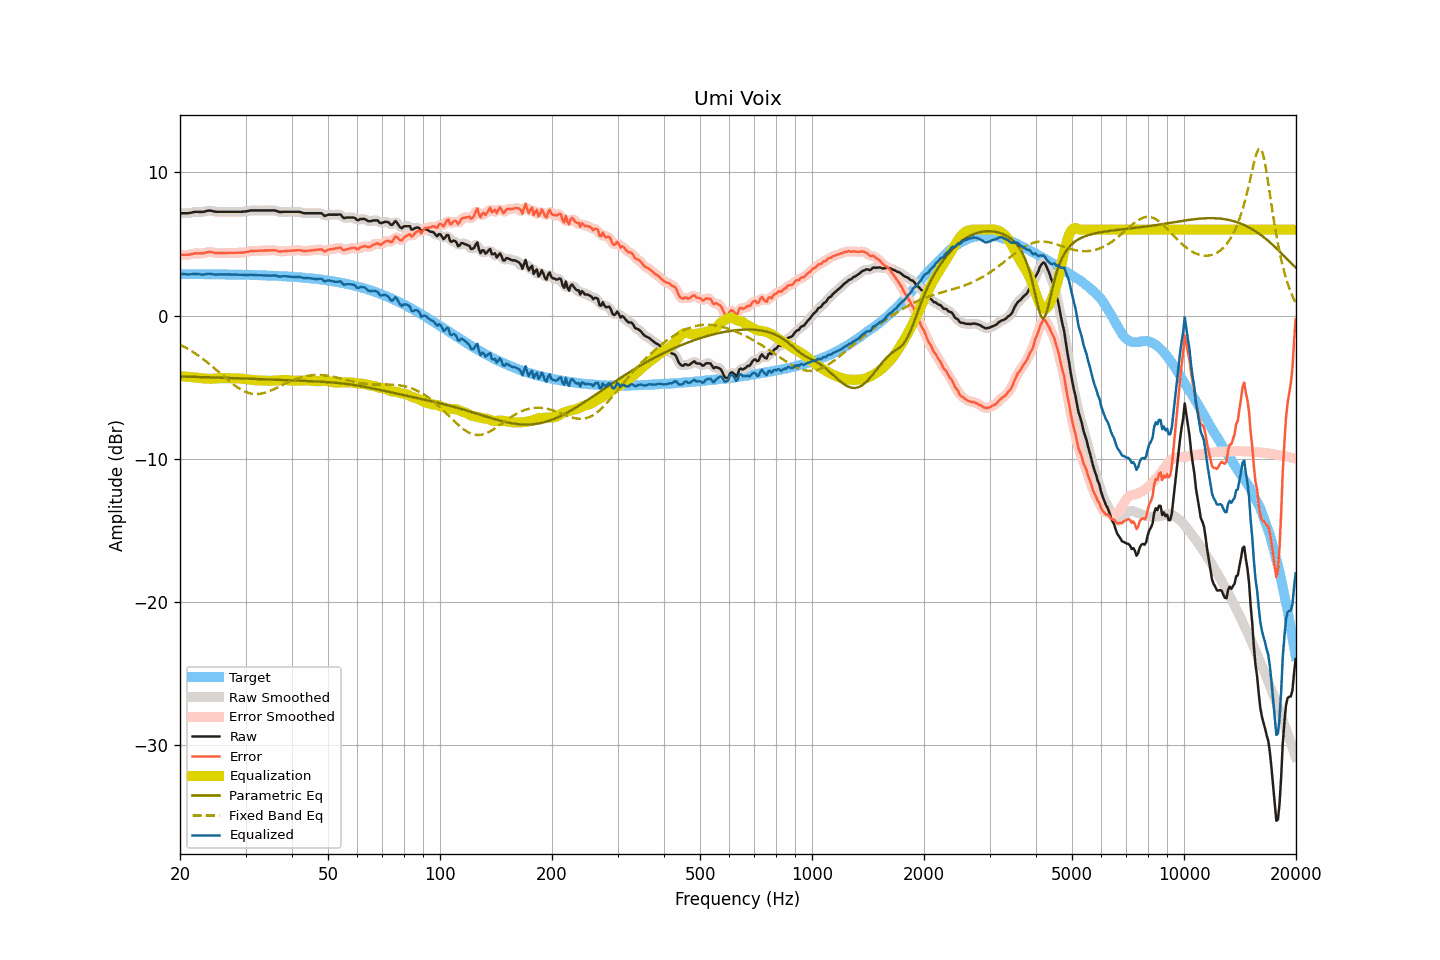 Umi Voix
Amplitude (dBr)
10
0
−10
−20
−30
Target
Raw Smoothed
Error Smoothed
Raw
Error
Equalization
Parametric Eq
Fixed Band Eq
Equalized
20 50 100 200 500 1000 2000 5000 10000 20000
Frequency (Hz)